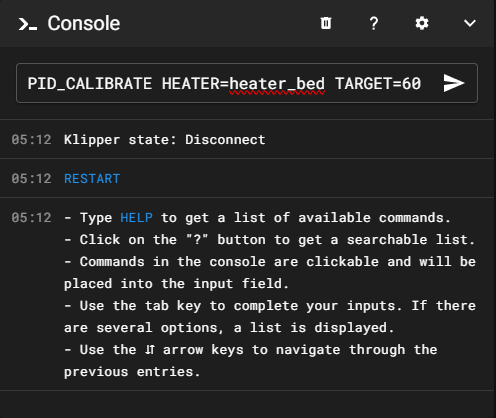 Console
PID_CALIBRATE HEATER=heater_bed TARGET=60
05:12 Klipper state: Disconnect
05:12 RESTART
05:12 - Type HELP to get a list of available commands.
- Click on the "?" button to get a searchable list.
- Commands in the console are clickable and will be
placed into the input field.
- Use the tab key to complete your inputs. If there
are several options, a list is displayed.
- Use the ⇵ arrow keys to navigate through the
previous entries.